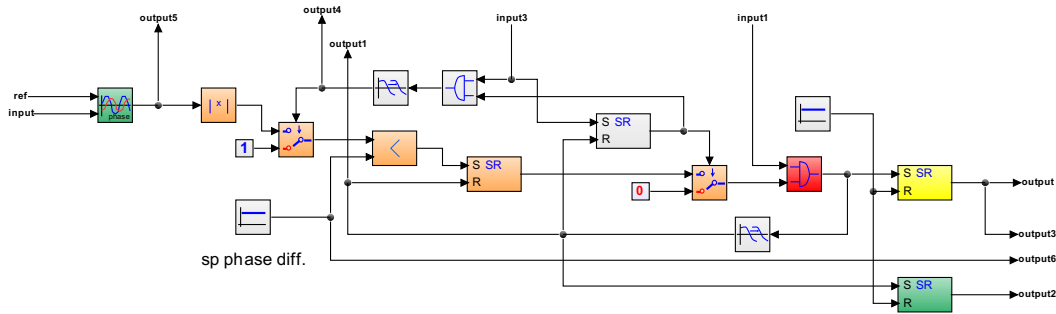 output5
output4
input3
input1
output1
ref
input
phase
| x |
1
<
S SR
R
S SR
R
0
S SR
R
output
output3
sp phase diff.
output6
S SR
R
output2